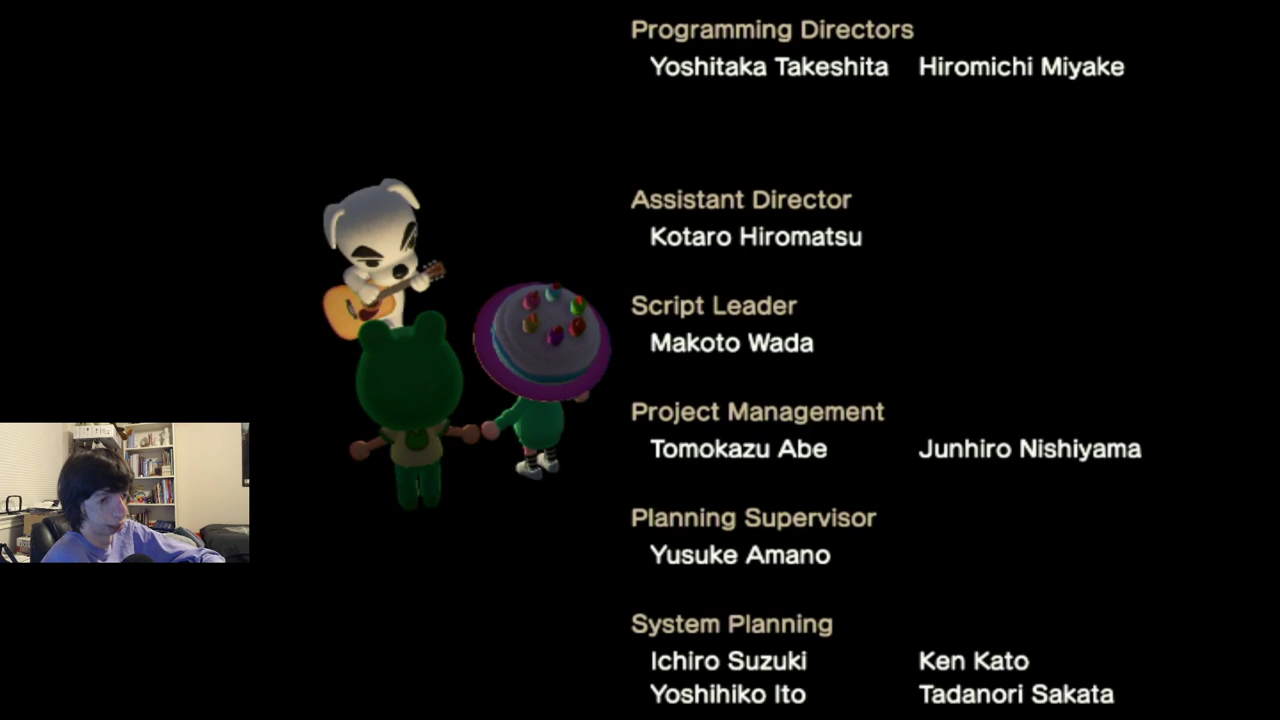 Programming Directors
Yoshitaka Takeshita Hiromichi Miyake
Assistant Director
Kotaro Hiromatsu
Script Leader
Makoto Wada
Project Management
Tomokazu Abe Junhiro Nishiyama
Planning Supervisor
Yusuke Amano
System Planning
Ichiro Suzuki Ken Kato
Yoshihiko Ito Tadanori Sakata